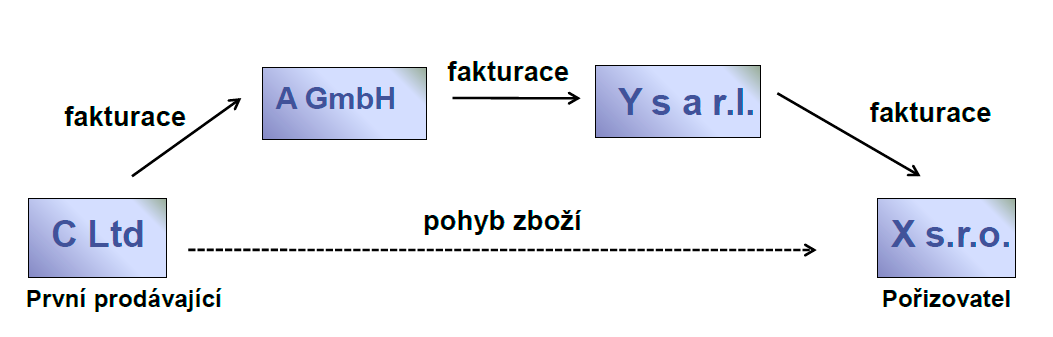 fakturace
A GmbH
fakturace
Y s a r.l.
fakturace
C Ltd
pohyb zboží
X s.r.o.
První prodávající
Pořizovatel